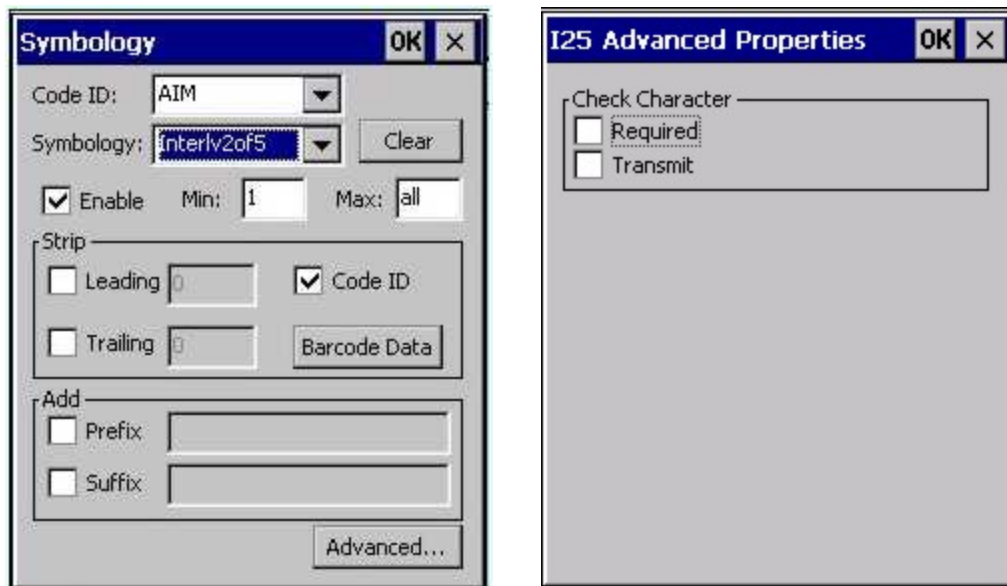 Symbology OK ×
Code ID: AIM
Symbology: Interlv2of5 Clear
Enable Min: 1 Max: all
Strip
Leading 0 Code ID
Trailing 0 Barcode Data
Add
Prefix
Suffix
Advanced...
I25 Advanced Properties OK ×
Check Character
Required
Transmit